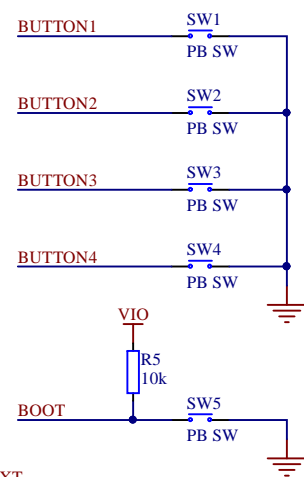 SW1
BUTTON1
PB SW
SW2
BUTTON2
PB SW
SW3
BUTTON3
PB SW
SW4
BUTTON4
PB SW
VIO
R5
10k
SW5
BOOT
PB SW